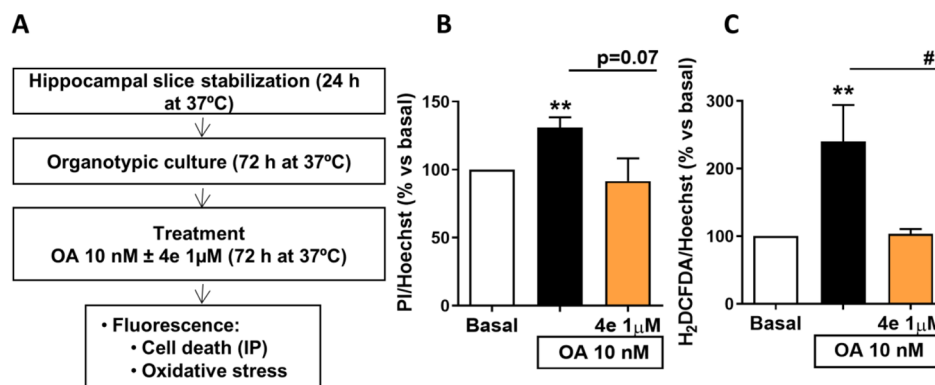 A
Hippocampal slice stabilization (24 h
at 37ºC)
Organotypic culture (72 h at 37ºC)
Treatment
OA 10 nM ± 4e 1µM (72 h at 37ºC)
• Fluorescence:
• Cell death (IP)
• Oxidative stress
B
p=0.07
PI/Hoechst (% vs basal)
150
**
100
50
0
Basal
4e 1µM
OA 10 nM
C
#
H₂DCFDA/Hoechst (% vs basal)
300
**
200
100
0
Basal
4e 1µM
OA 10 nM